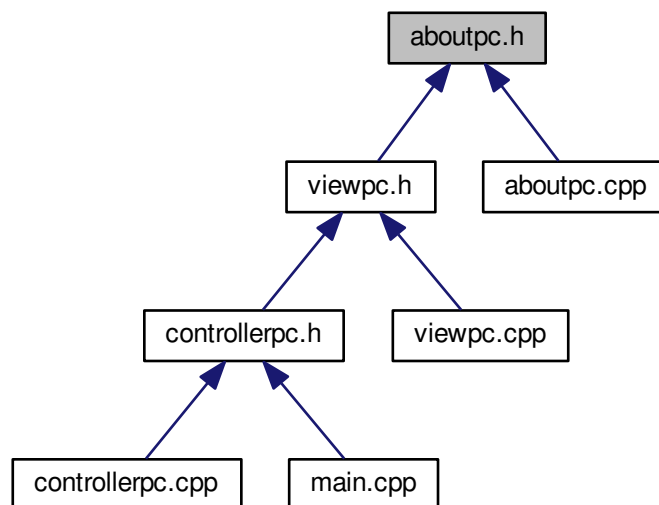 aboutpc.h
viewpc.h
aboutpc.cpp
controllerpc.h
viewpc.cpp
controllerpc.cpp
main.cpp